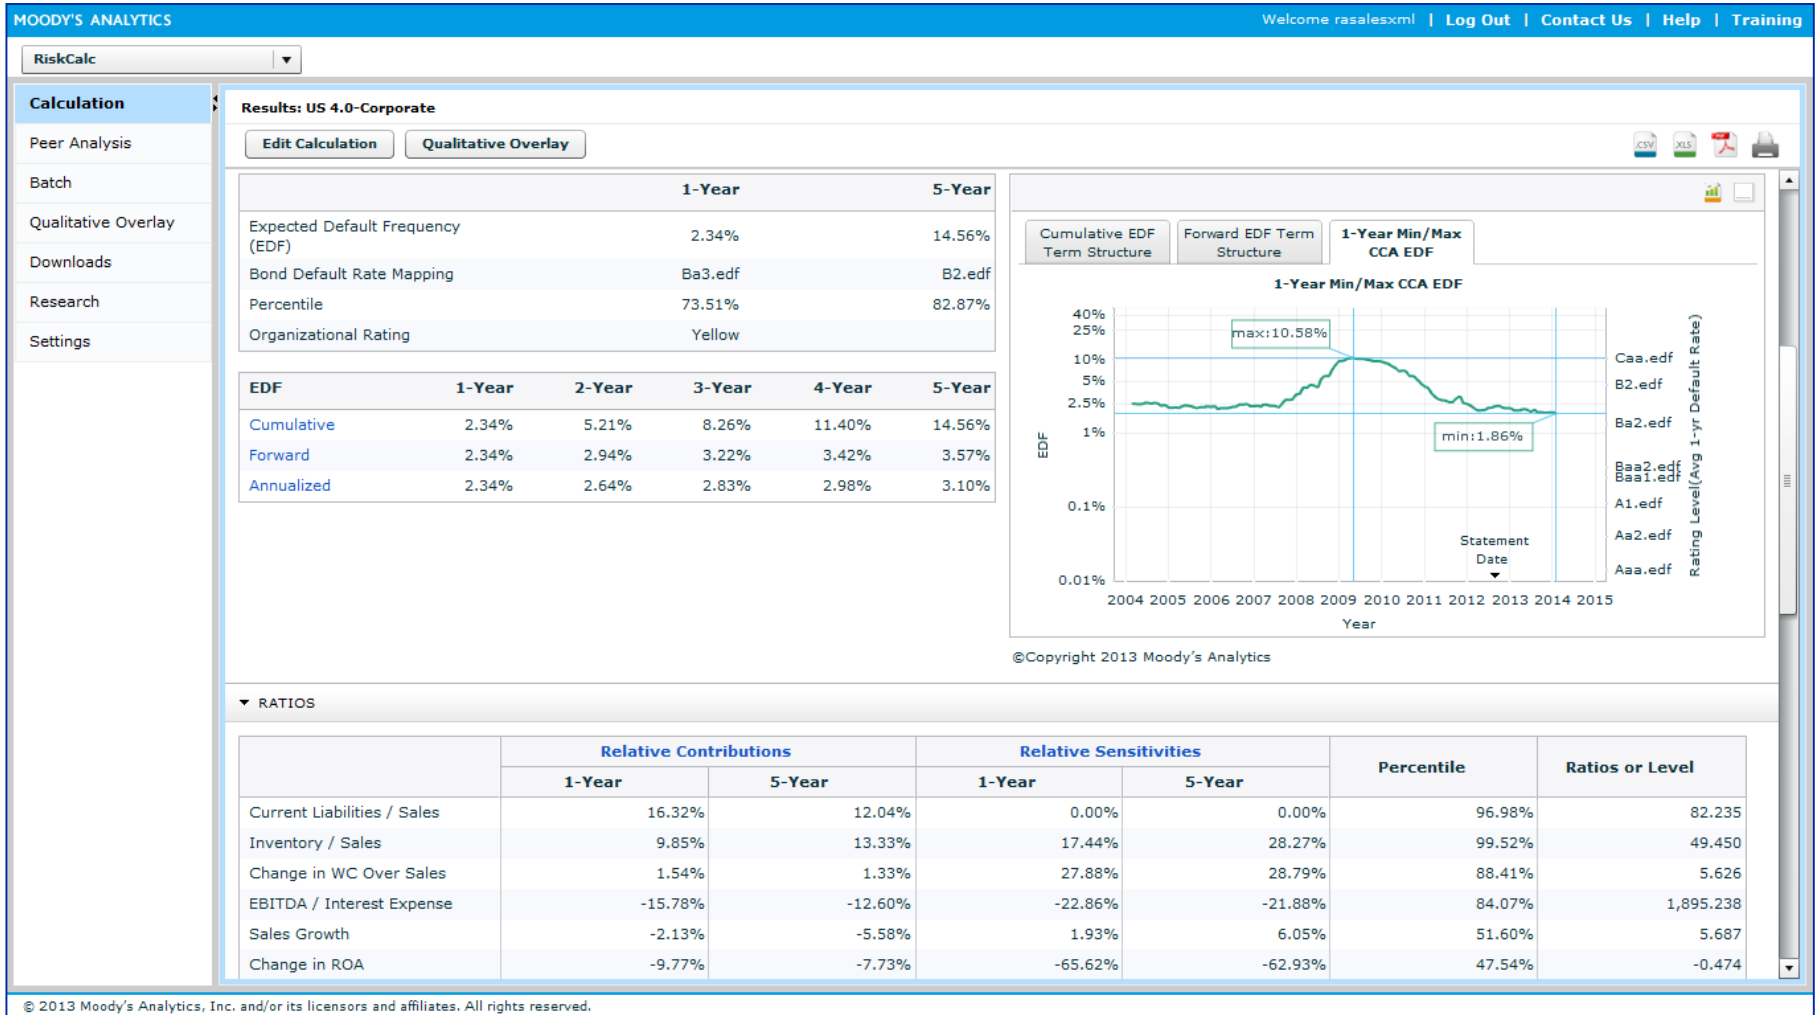 MOODY'S ANALYTICS
Welcome rasalesxml | Log Out | Contact Us | Help | Training
RiskCalc
Calculation
Peer Analysis
Batch
Qualitative Overlay
Downloads
Research
Settings
Results: US 4.0-Corporate
Edit Calculation Qualitative Overlay
CSV XLS PDF
1-Year 5-Year
Expected Default Frequency
(EDF) 2.34% 14.56%
Bond Default Rate Mapping Ba3.edf B2.edf
Percentile 73.51% 82.87%
Organizational Rating Yellow
EDF 1-Year 2-Year 3-Year 4-Year 5-Year
Cumulative 2.34% 5.21% 8.26% 11.40% 14.56%
Forward 2.34% 2.94% 3.22% 3.42% 3.57%
Annualized 2.34% 2.64% 2.83% 2.98% 3.10%
Cumulative EDF
Term Structure
Forward EDF Term
Structure
1-Year Min/Max
CCA EDF
1-Year Min/Max CCA EDF
40%
25%
10%
5%
2.5%
1%
0.1%
0.01%
EDF
max:10.58%
min:1.86%
Statement
Date
Caa.edf
B2.edf
Ba2.edf
Baa2.edf
Baa1.edf
A1.edf
Aa2.edf
Aaa.edf
Rating Level(Avg 1-yr Default Rate)
2004 2005 2006 2007 2008 2009 2010 2011 2012 2013 2014 2015
Year
©Copyright 2013 Moody's Analytics
RATIOS
Relative Contributions Relative Sensitivities Percentile Ratios or Level
1-Year 5-Year 1-Year 5-Year
Current Liabilities / Sales 16.32% 12.04% 0.00% 0.00% 96.98% 82.235
Inventory / Sales 9.85% 13.33% 17.44% 28.27% 99.52% 49.450
Change in WC Over Sales 1.54% 1.33% 27.88% 28.79% 88.41% 5.626
EBITDA / Interest Expense -15.78% -12.60% -22.86% -21.88% 84.07% 1,895.238
Sales Growth -2.13% -5.58% 1.93% 6.05% 51.60% 5.687
Change in ROA -9.77% -7.73% -65.62% -62.93% 47.54% -0.474
© 2013 Moody's Analytics, Inc. and/or its licensors and affiliates. All rights reserved.